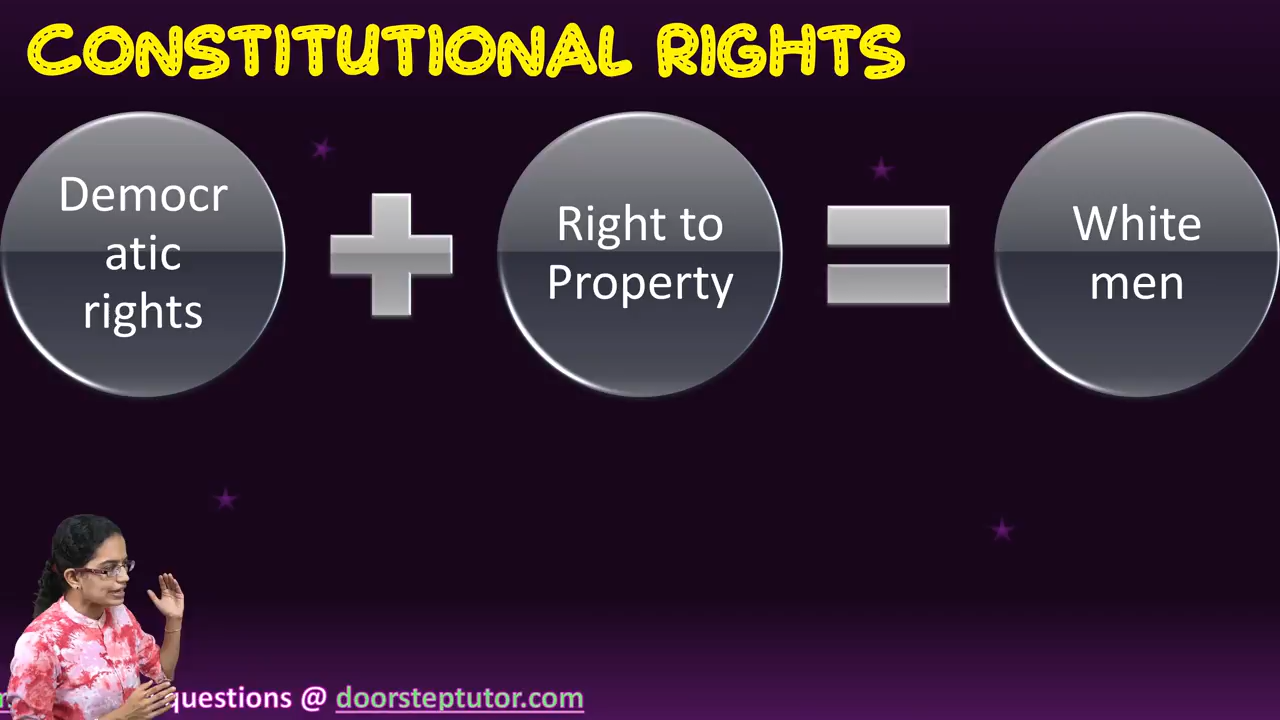 CONSTITUTIONAL RIGHTS
Democr
atic
rights
Right to
Property
White
men
questions @ doorsteptutor.com